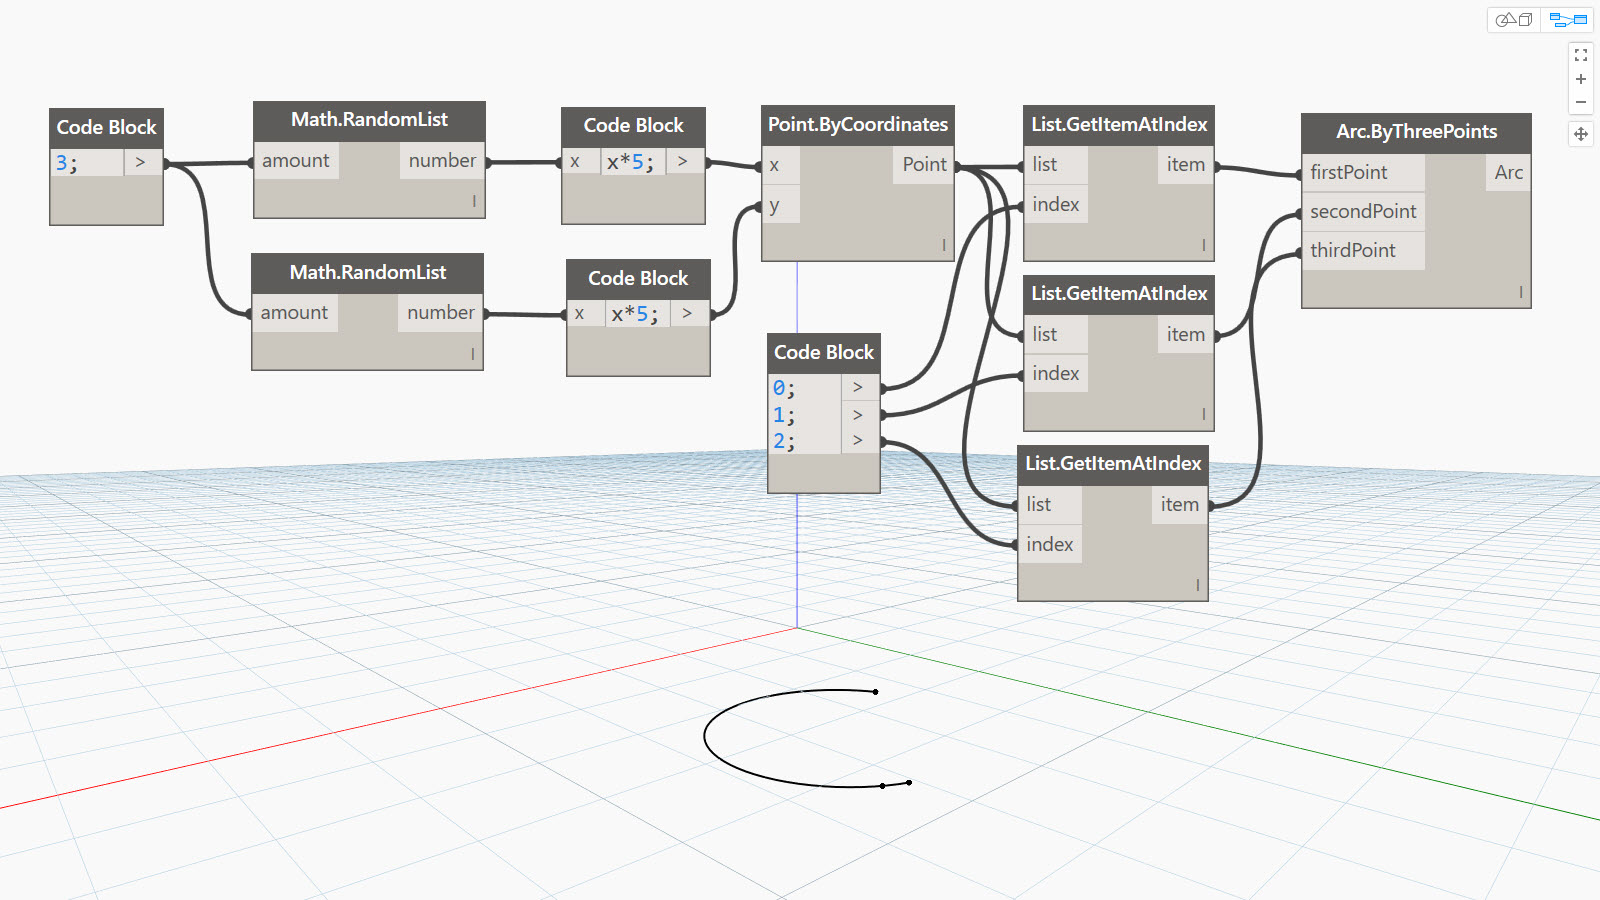 Code Block
3; >
Math.RandomList
amount number
l
Code Block
x x*5; >
Point.ByCoordinates
x Point
y
l
List.GetItemAtIndex
list item
index
l
Arc.ByThreePoints
firstPoint Arc
secondPoint
thirdPoint
l
Math.RandomList
amount number
l
Code Block
x x*5; >
List.GetItemAtIndex
list item
index
l
Code Block
0; >
1; >
2; >
List.GetItemAtIndex
list item
index
l